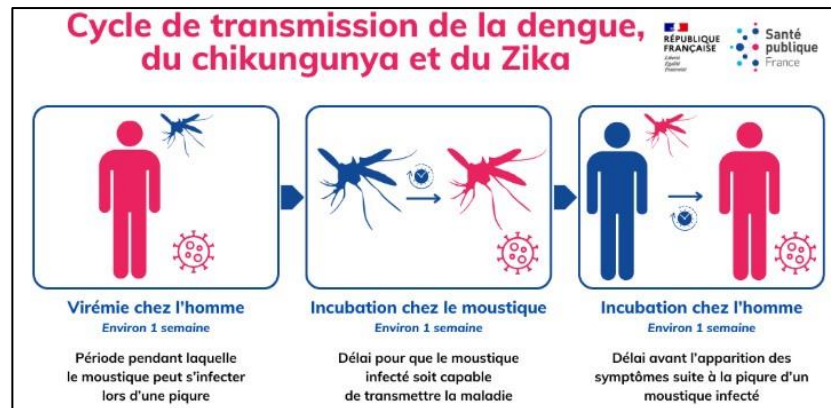 Cycle de transmission de la dengue,
du chikungunya et du Zika
RÉPUBLIQUE
FRANÇAISE
Liberté
Égalité
Fraternité
Santé
publique
France
Virémie chez l'homme
Environ 1 semaine
Période pendant laquelle
le moustique peut s'infecter
lors d'une piqure
Incubation chez le moustique
Environ 1 semaine
Délai pour que le moustique
infecté soit capable
de transmettre la maladie
Incubation chez l'homme
Environ 1 semaine
Délai avant l'apparition des
symptômes suite à la piqure d'un
moustique infecté